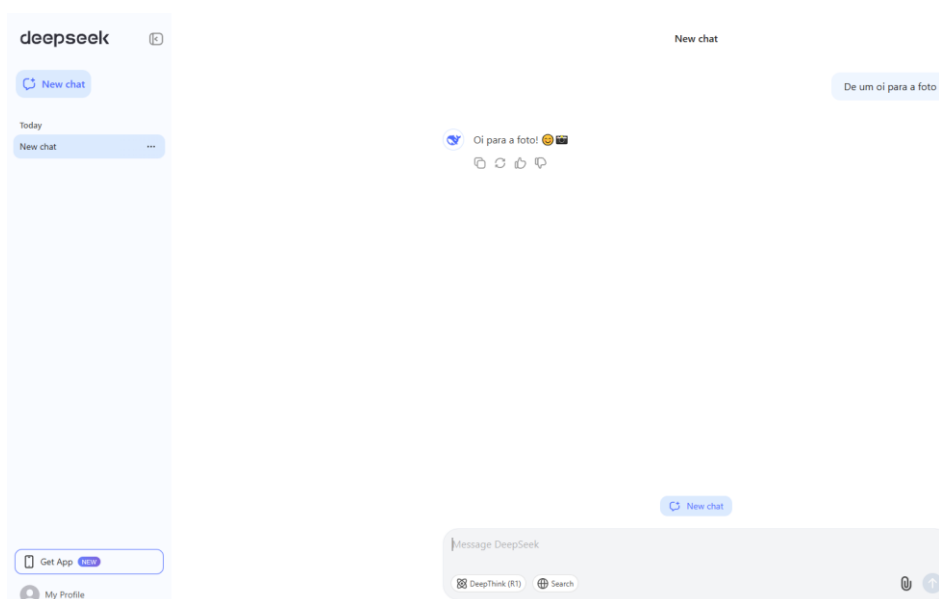 deepseek
New chat
New chat
Today
New chat
De um oi para a foto
Oi para a foto! 😊📷
New chat
Message DeepSeek
DeepThink (R1)
Search
Get App NEW
My Profile